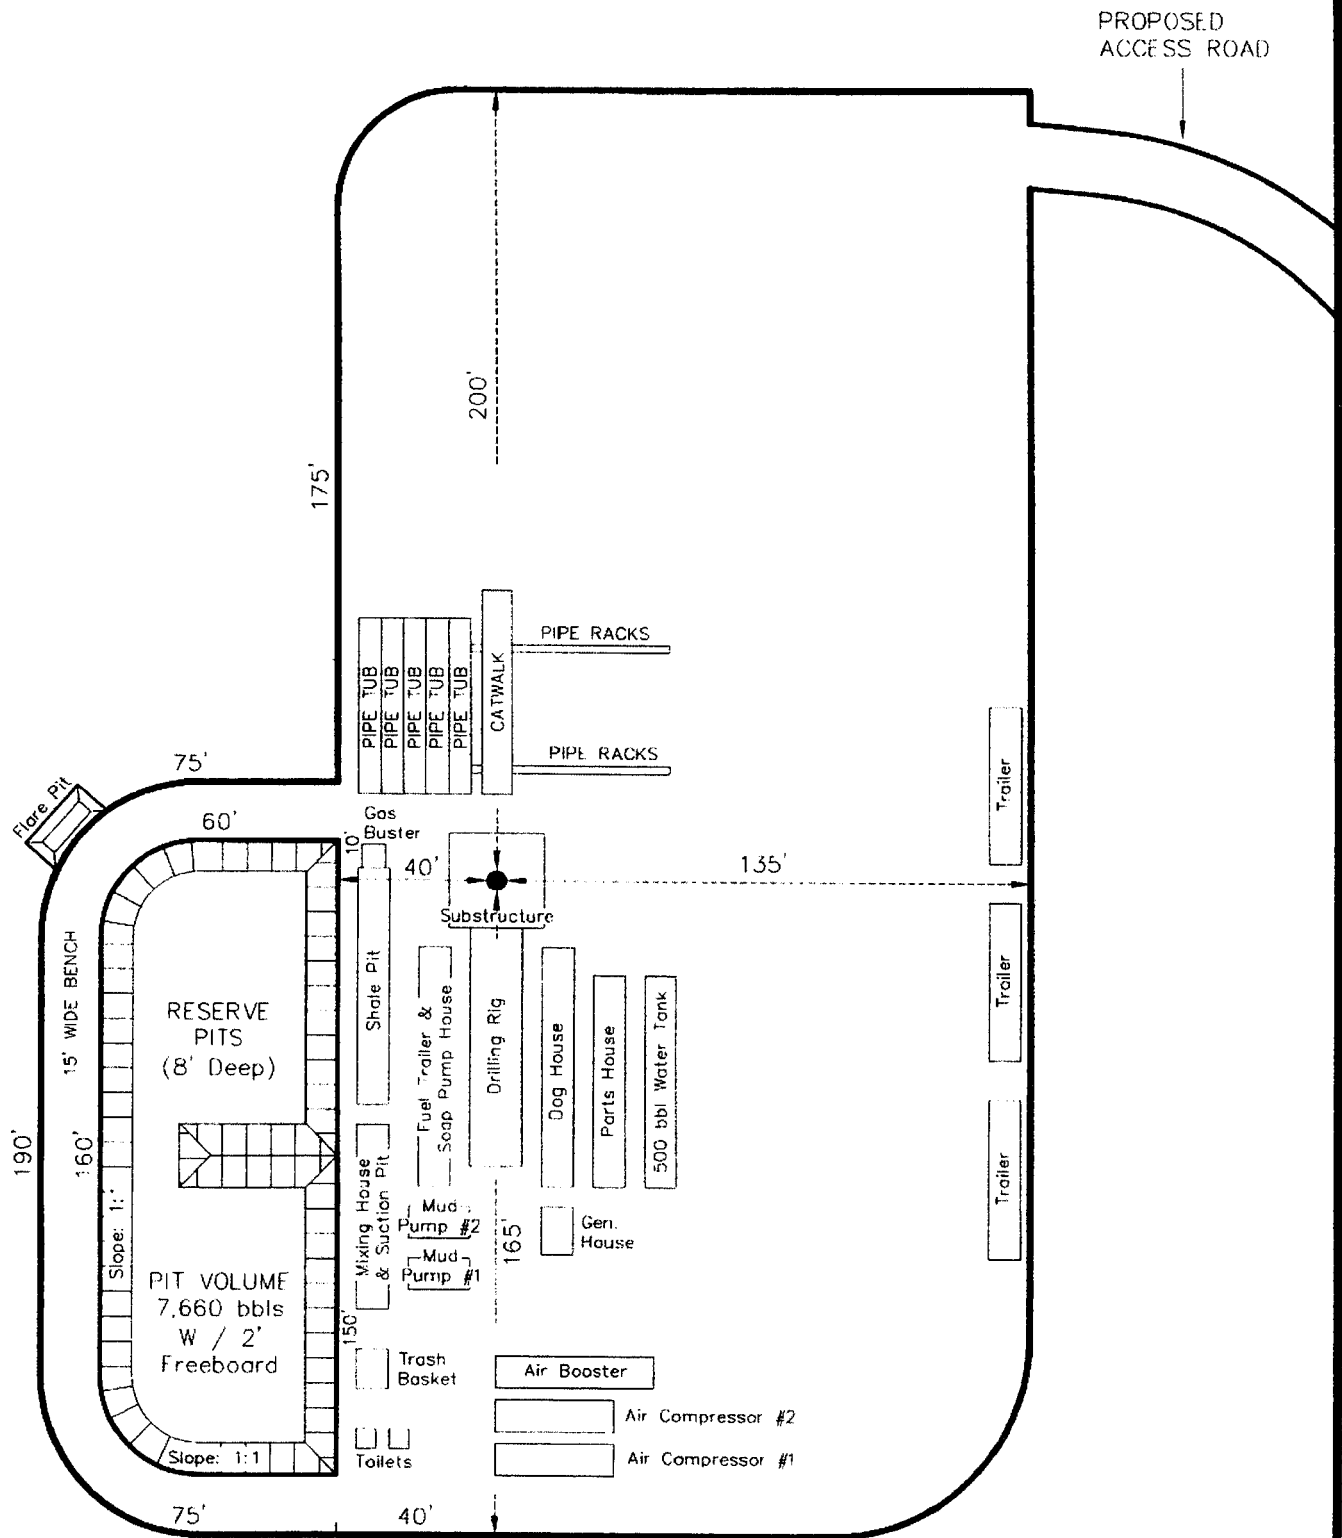 PROPOSED
ACCESS ROAD
200'
175'
PIPE TUB
PIPE TUB
PIPE TUB
PIPE TUB
PIPE TUB
CATWALK
PIPE RACKS
PIPE RACKS
Trailer
75'
Flare Pit
60'
Gas
Buster
10'
40'
135'
Substructure
15' WIDE BENCH
RESERVE
PITS
(8' Deep)
Shale Pit
Fuel Trailer &
Soap Pump House
Drilling Rig
Dog House
Parts House
500 bbl Water Tank
Trailer
190'
160'
Slope: 1:1
Mixing House
& Suction Pit
Mud
Pump #2
Mud
Pump #1
165'
Gen.
House
Trailer
PIT VOLUME
7,660 bbls
W / 2'
Freeboard
150'
Trash
Basket
Air Booster
Air Compressor #2
Slope: 1:1
Toilets
Air Compressor #1
75'
40'